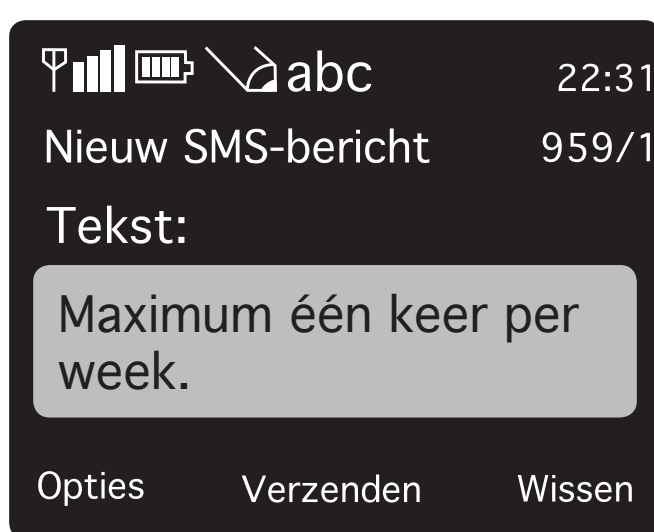 abc 22:31
Nieuw SMS-bericht 959/1
Tekst:
Maximum één keer per
week.
Opties Verzenden Wissen